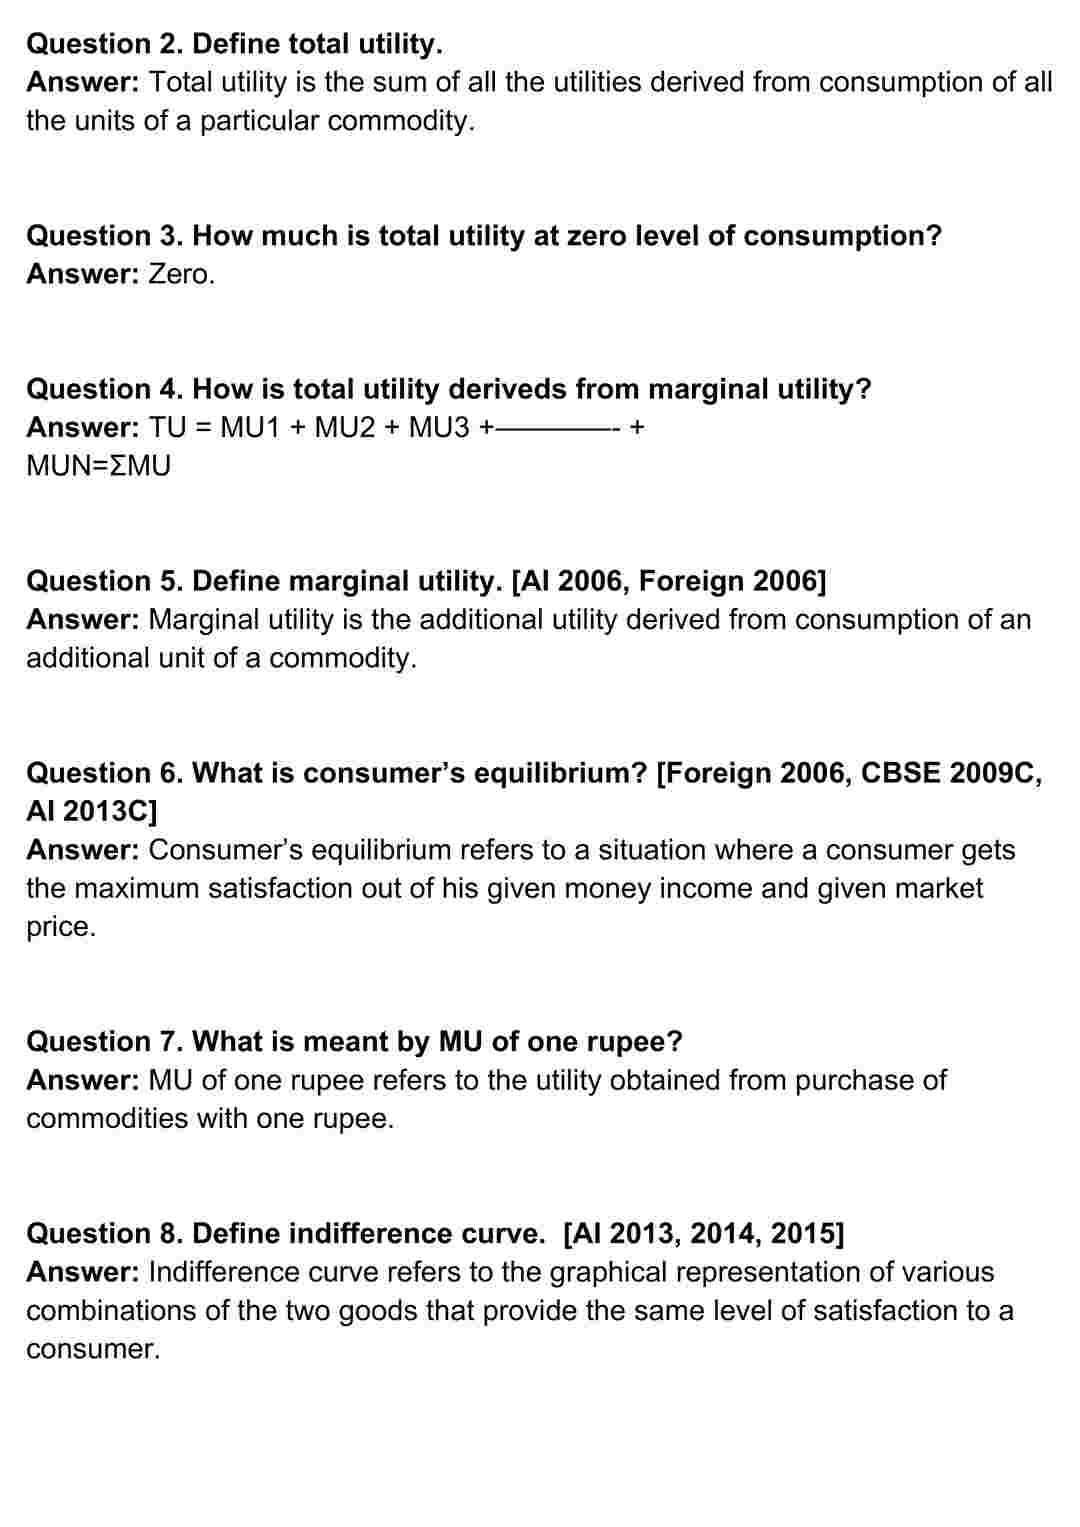 Question 2. Define total utility.
Answer: Total utility is the sum of all the utilities derived from consumption of all
the units of a particular commodity.
Question 3. How much is total utility at zero level of consumption?
Answer: Zero.
Question 4. How is total utility deriveds from marginal utility?
Answer: TU = MU1 + MU2 + MU3 +————- +
MUN=ΣMU
Question 5. Define marginal utility. [AI 2006, Foreign 2006]
Answer: Marginal utility is the additional utility derived from consumption of an
additional unit of a commodity.
Question 6. What is consumer’s equilibrium? [Foreign 2006, CBSE 2009C,
AI 2013C]
Answer: Consumer’s equilibrium refers to a situation where a consumer gets
the maximum satisfaction out of his given money income and given market
price.
Question 7. What is meant by MU of one rupee?
Answer: MU of one rupee refers to the utility obtained from purchase of
commodities with one rupee.
Question 8. Define indifference curve.  [AI 2013, 2014, 2015]
Answer: Indifference curve refers to the graphical representation of various
combinations of the two goods that provide the same level of satisfaction to a
consumer.